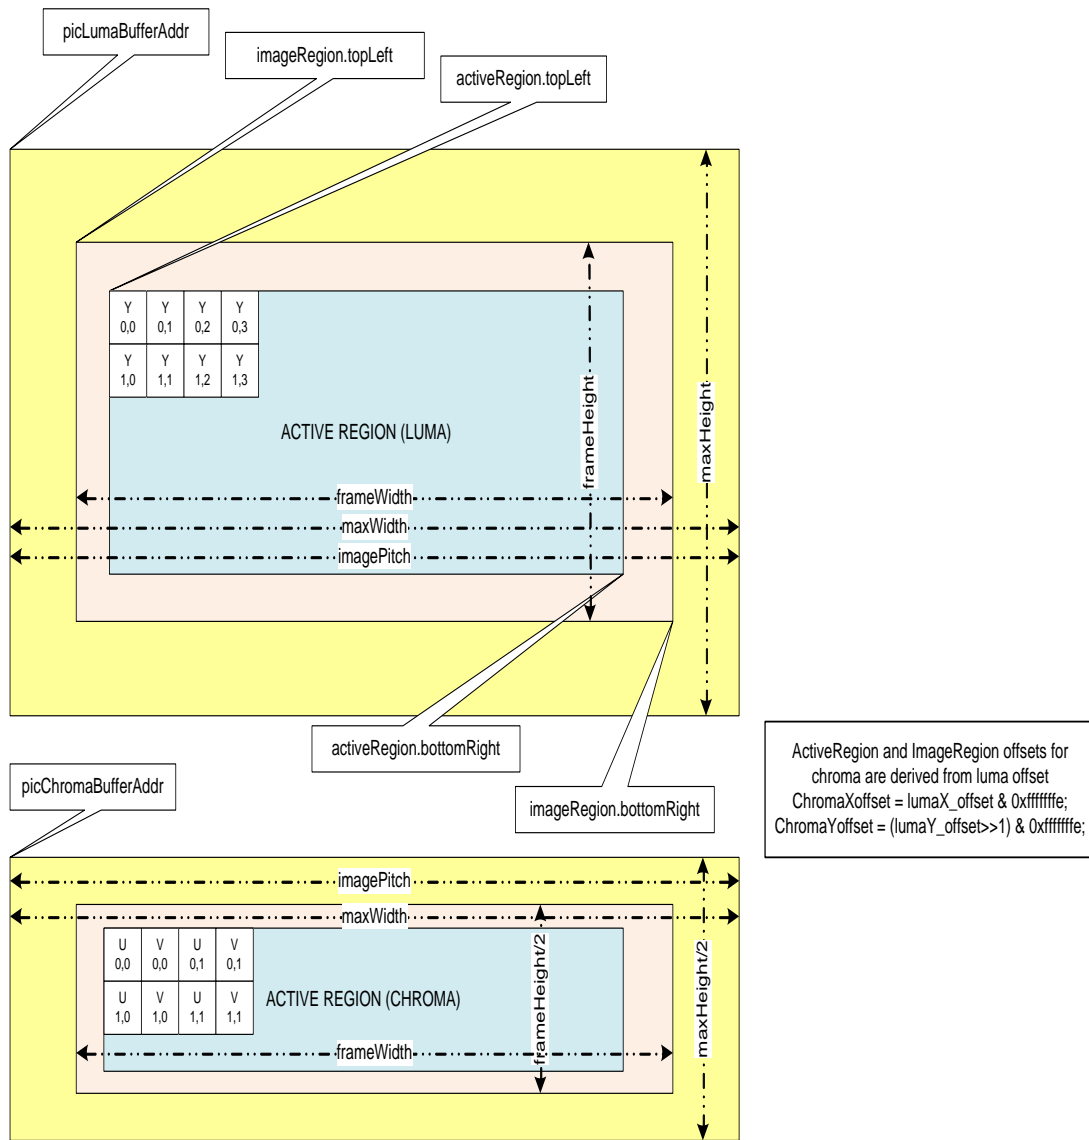 picLumaBufferAddr
imageRegion.topLeft
activeRegion.topLeft
Y
0,0
Y
0,1
Y
0,2
Y
0,3
Y
1,0
Y
1,1
Y
1,2
Y
1,3
ACTIVE REGION (LUMA)
frameHeight
maxHeight
frameWidth
maxWidth
imagePitch
activeRegion.bottomRight
imageRegion.bottomRight
ActiveRegion and ImageRegion offsets for
chroma are derived from luma offset
ChromaXoffset = lumaX_offset & 0xfffffffe;
ChromaYoffset = (lumaY_offset>>1) & 0xfffffffe;
picChromaBufferAddr
imagePitch
maxWidth
U
0,0
V
0,0
U
0,1
V
0,1
U
1,0
V
1,0
U
1,1
V
1,1
ACTIVE REGION (CHROMA)
frameHeight/2
maxHeight/2
frameWidth